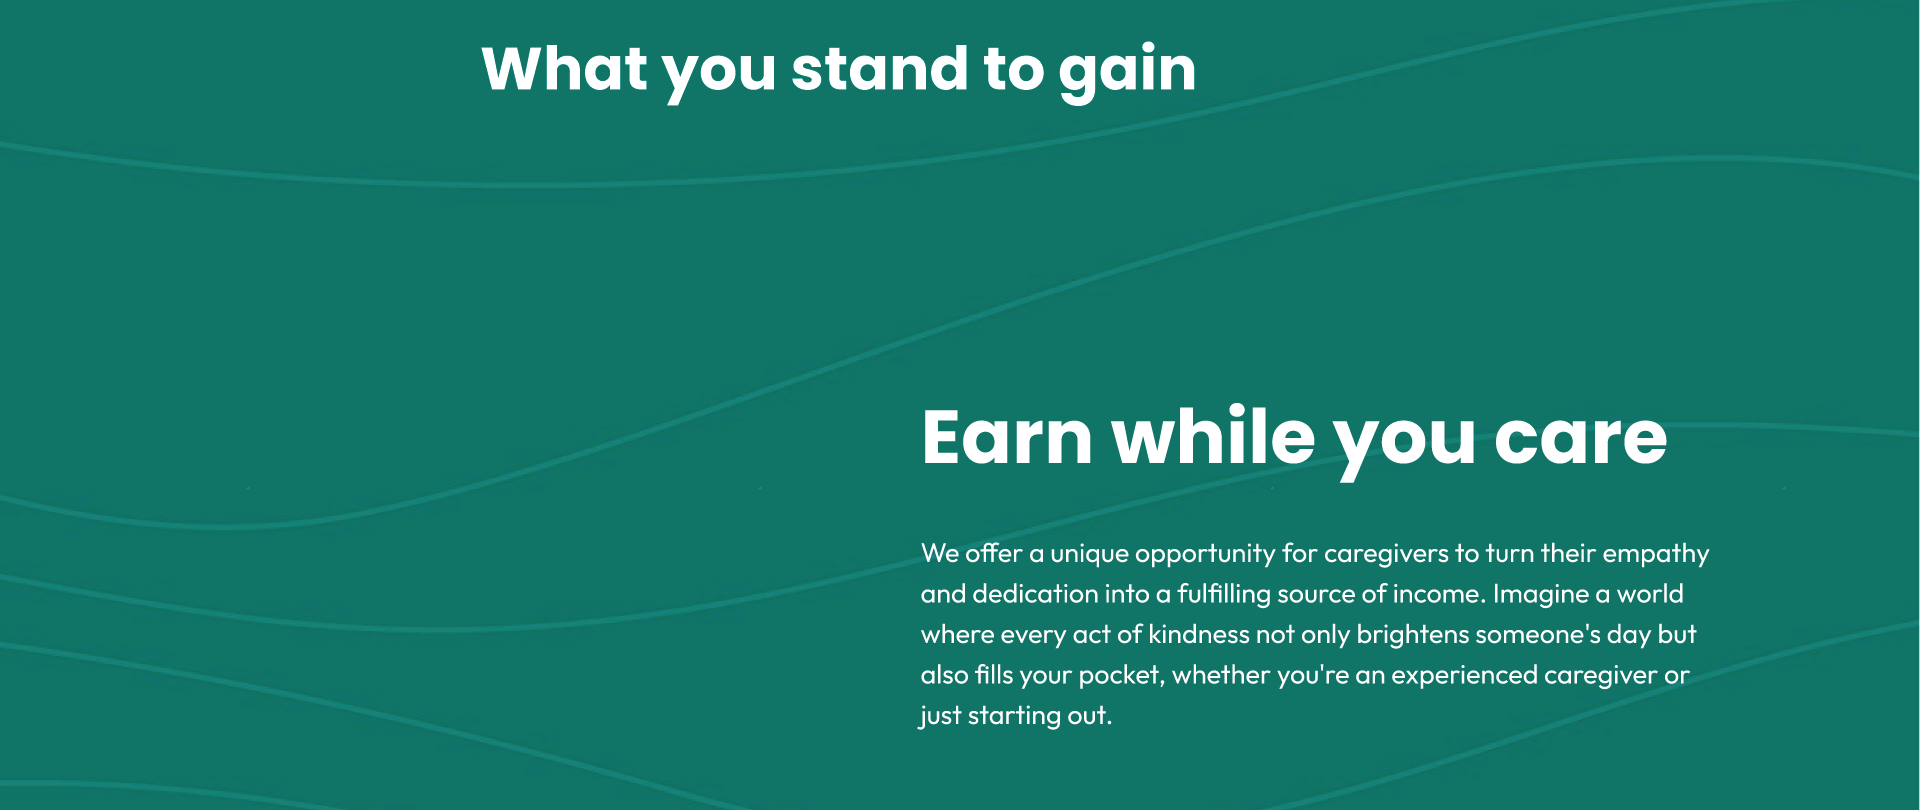 What you stand to gain
Earn while you care
We offer a unique opportunity for caregivers to turn their empathy
and dedication into a fulfilling source of income. Imagine a world
where every act of kindness not only brightens someone's day but
also fills your pocket, whether you're an experienced caregiver or
just starting out.